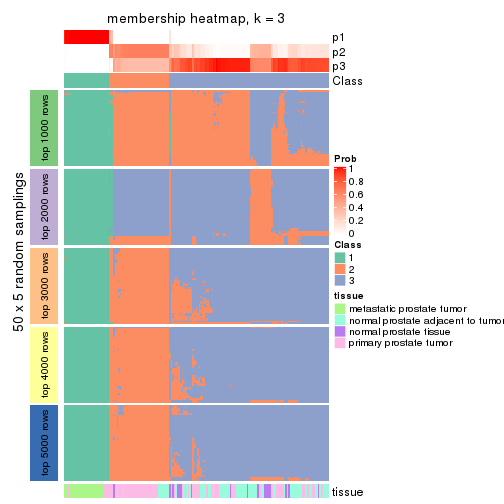 membership heatmap, k = 3
p1
p2
p3
Class
50 x 5 random samplings
top 1000 rows
top 2000 rows
top 3000 rows
top 4000 rows
top 5000 rows
Prob
1
0.8
0.6
0.4
0.2
0
Class
1
2
3
tissue
metastatic prostate tumor
normal prostate adjacent to tumor
normal prostate tissue
primary prostate tumor
tissue